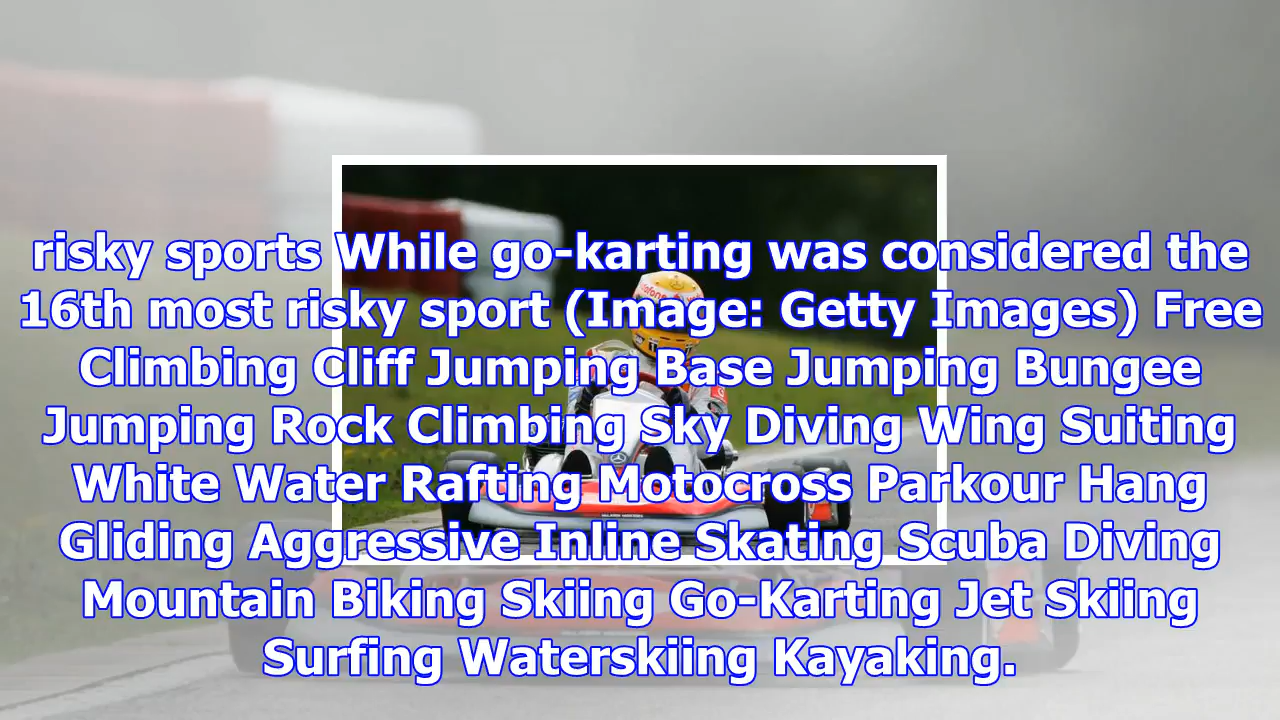 risky sports While go-karting was considered the
16th most risky sport (Image: Getty Images) Free
Climbing Cliff Jumping Base Jumping Bungee
Jumping Rock Climbing Sky Diving Wing Suiting
White Water Rafting Motocross Parkour Hang
Gliding Aggressive Inline Skating Scuba Diving
Mountain Biking Skiing Go-Karting Jet Skiing
Surfing Waterskiing Kayaking.